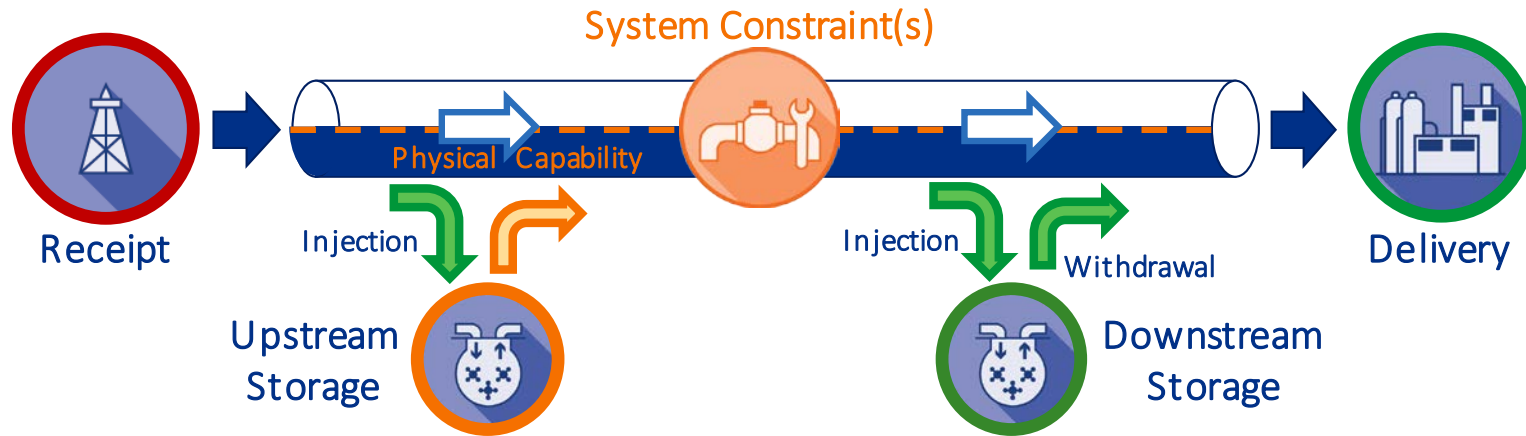 System Constraint(s)
Physical Capability
Receipt
Injection
Injection
Withdrawal
Delivery
Upstream
Storage
Downstream
Storage